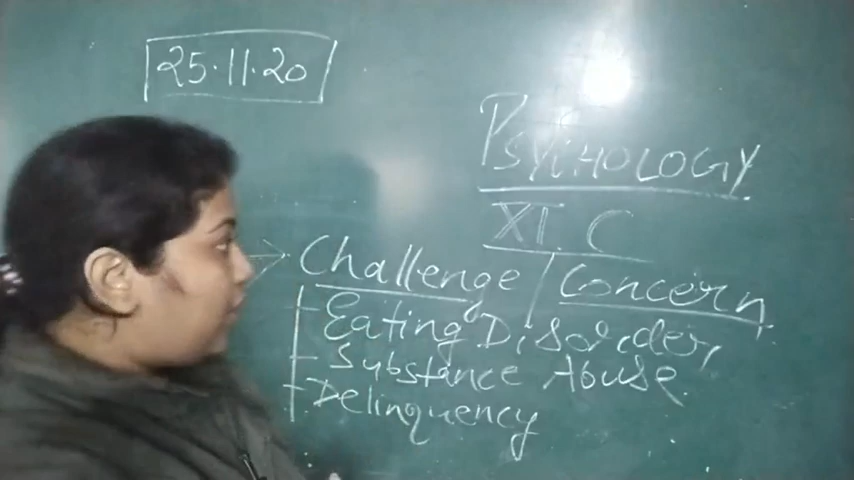 25.11.20
PSYCHOLOGY
XI. C
Challenge / Concern
Eating Disorder,
Substance Abuse
Delinquency